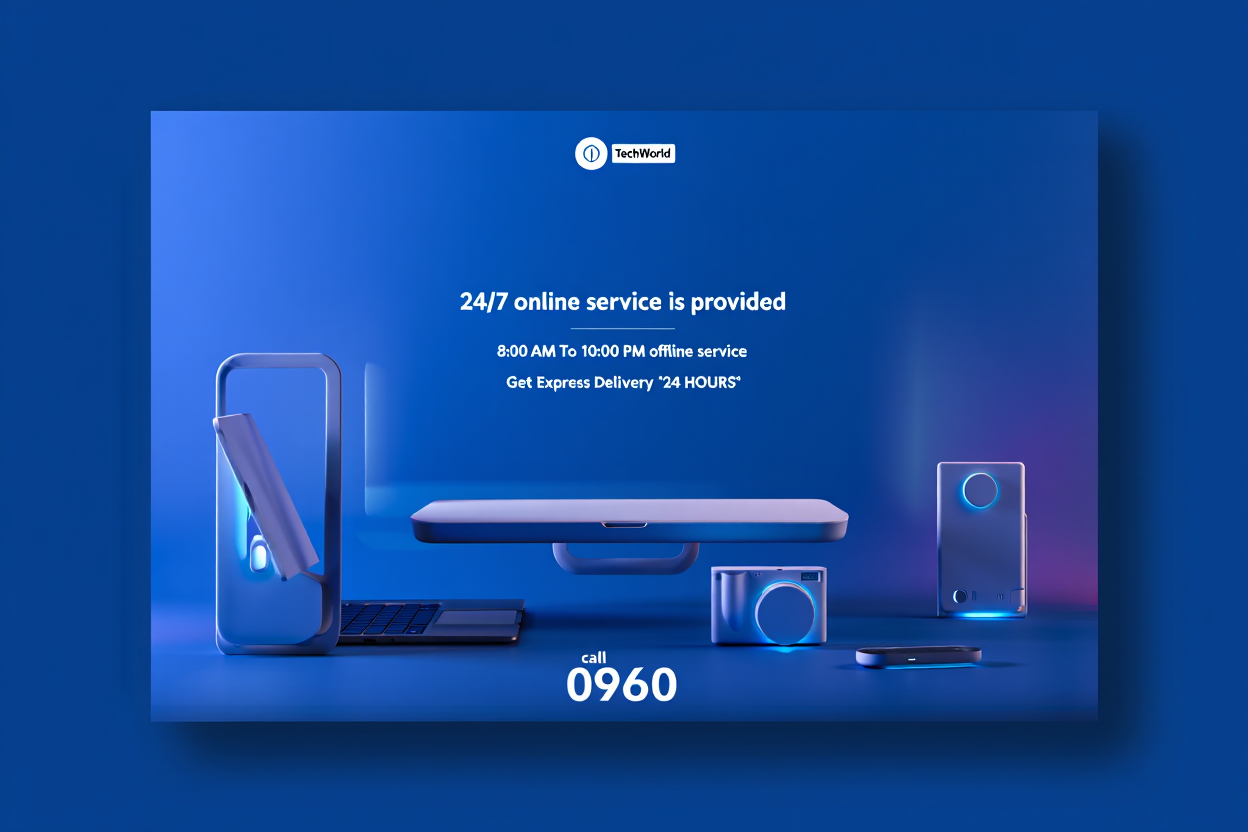 TechWorld
24/7 online service is provided
8:00 AM To 10:00 PM offline service
Get Express Delivery "24 HOURS"
call
0960